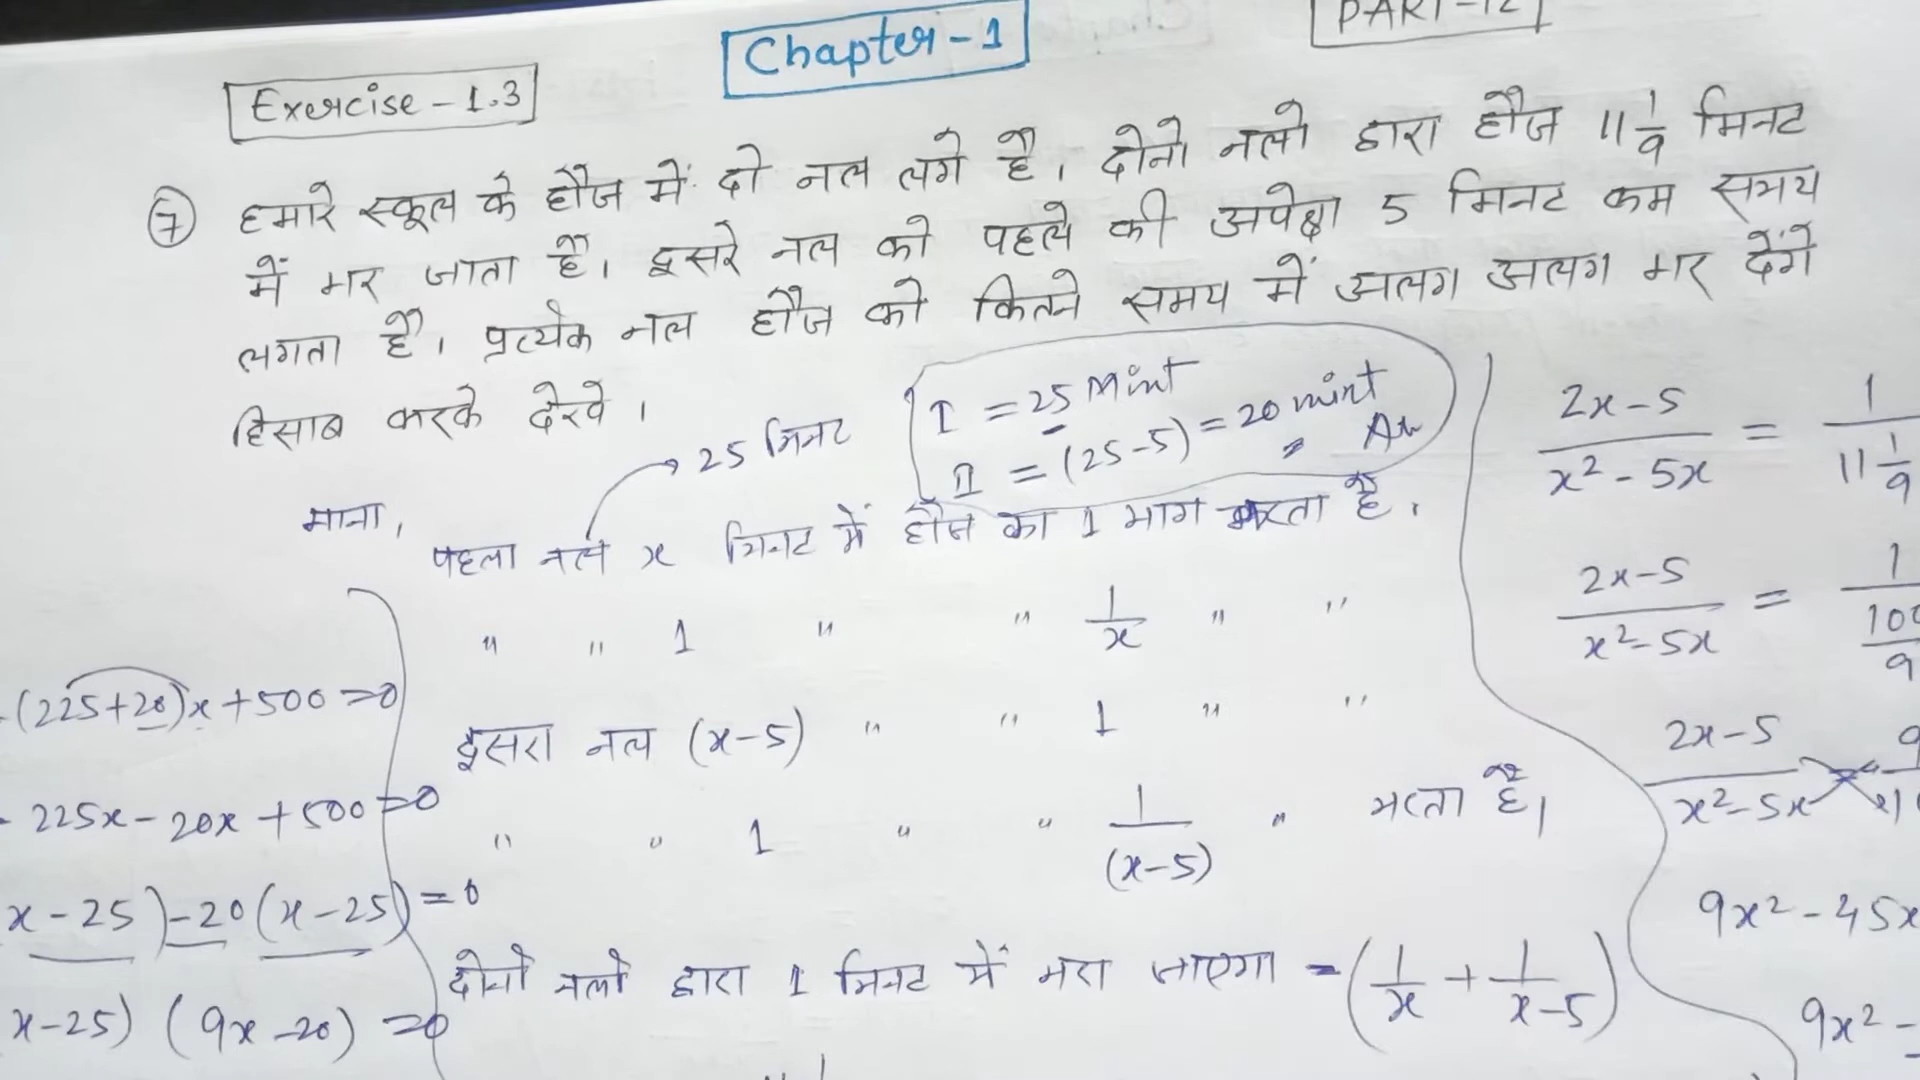 Chapter-1
PART-12
Exercise-1.3
⑦ हमारे स्कूल के हौज में दो नल लगे है। दोनो नलो द्वारा हौज 11 1/9 मिनट
में भर जाता है। दूसरे नल को पहले की अपेक्षा 5 मिनट कम समय
लगता है। प्रत्येक नल हौज को कितने समय में अलग अलग भर देंगे
हिसाब करके देखे।
I = 25 Mint
II = (25-5) = 20 mint
An
25 मिनट
माना,
पहला नल x मिनट में हौज का 1 भाग भरता है।
" " 1 " " 1/x " "
दूसरा नल (x-5) " " 1 " "
" " 1 " " 1/(x-5) " भरता है,
दोनो नलो द्वारा 1 मिनट में भरा जाएगा = (1/x + 1/x-5)
-(225+20)x+500=0
- 225x-20x+500=0
x-25)-20(x-25)=0
x-25) (9x-20) =0
2x-5/x²-5x = 1/11 1/9
2x-5/x²-5x = 1/100/9
2x-5/x²-5x
9x²-45x
9x²-